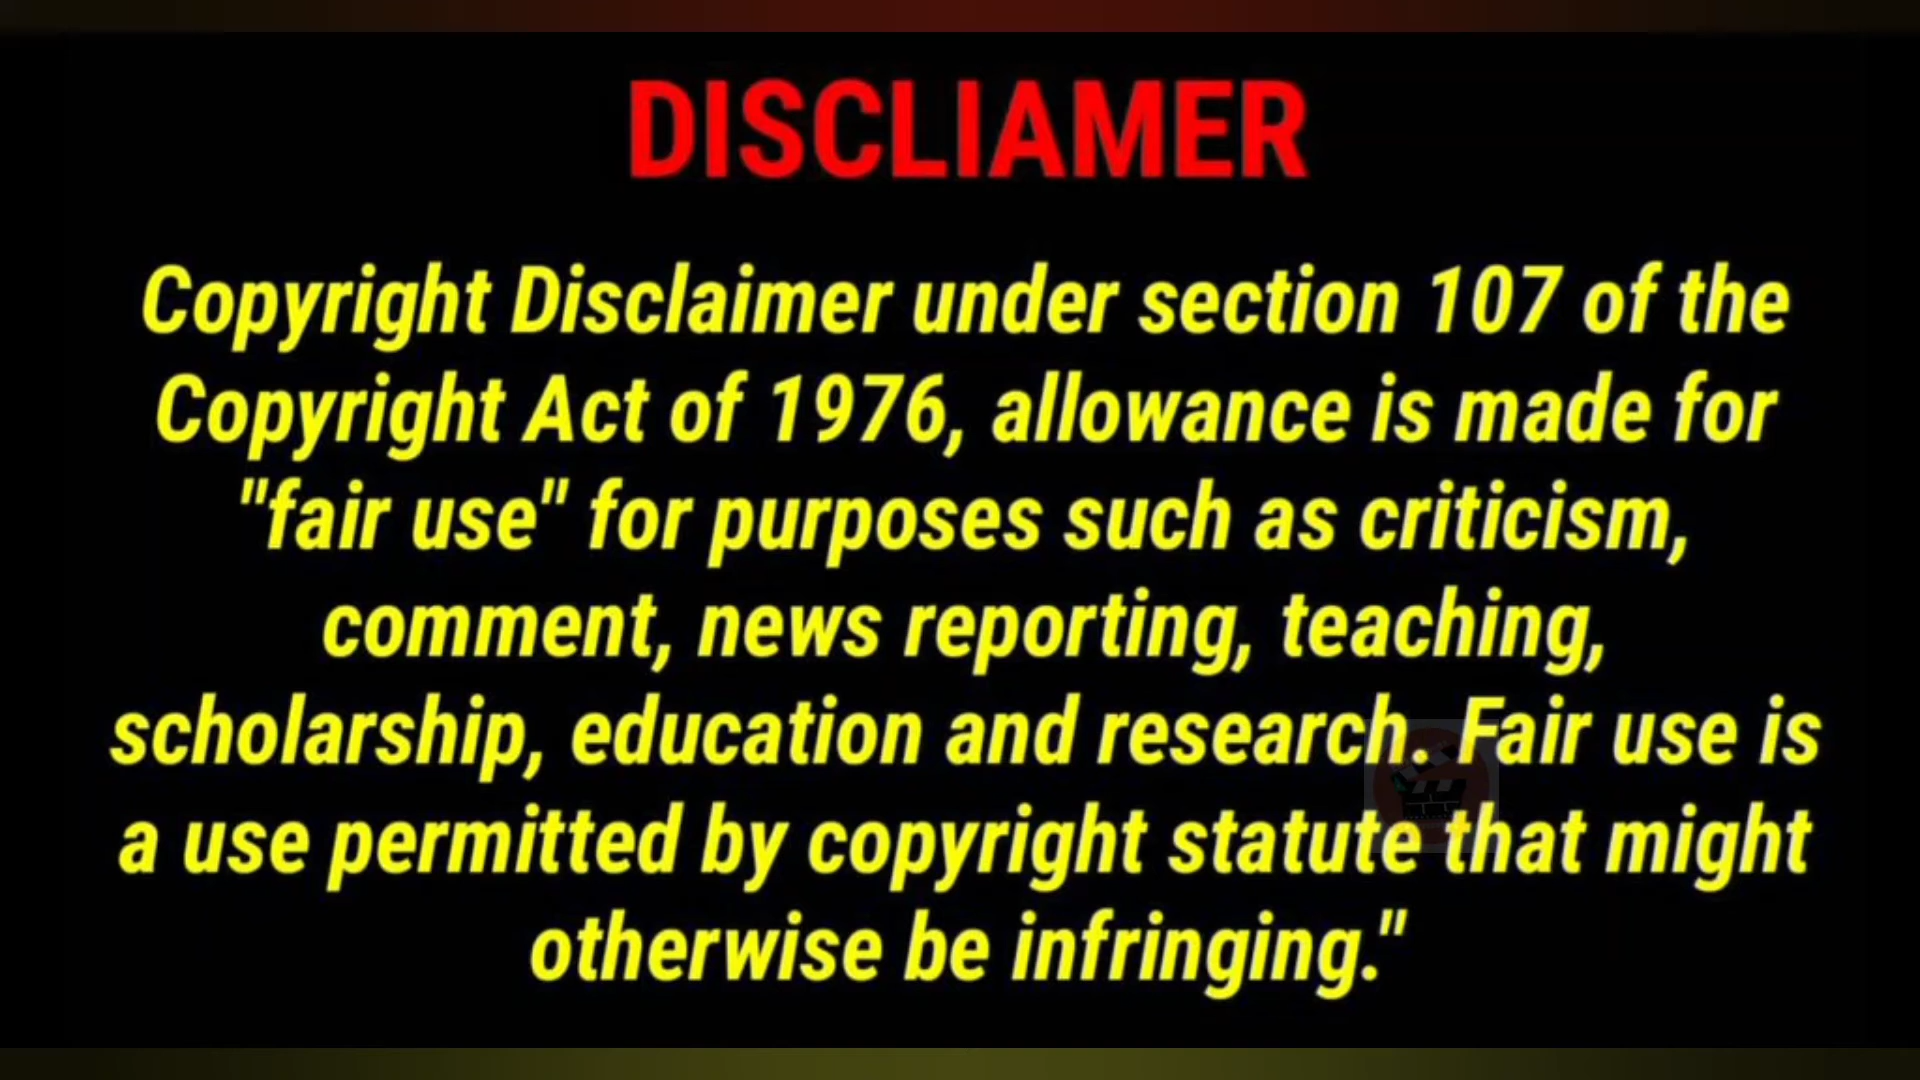 DISCLIAMER
Copyright Disclaimer under section 107 of the
Copyright Act of 1976, allowance is made for
"fair use" for purposes such as criticism,
comment, news reporting, teaching,
scholarship, education and research. Fair use is
a use permitted by copyright statute that might
otherwise be infringing."